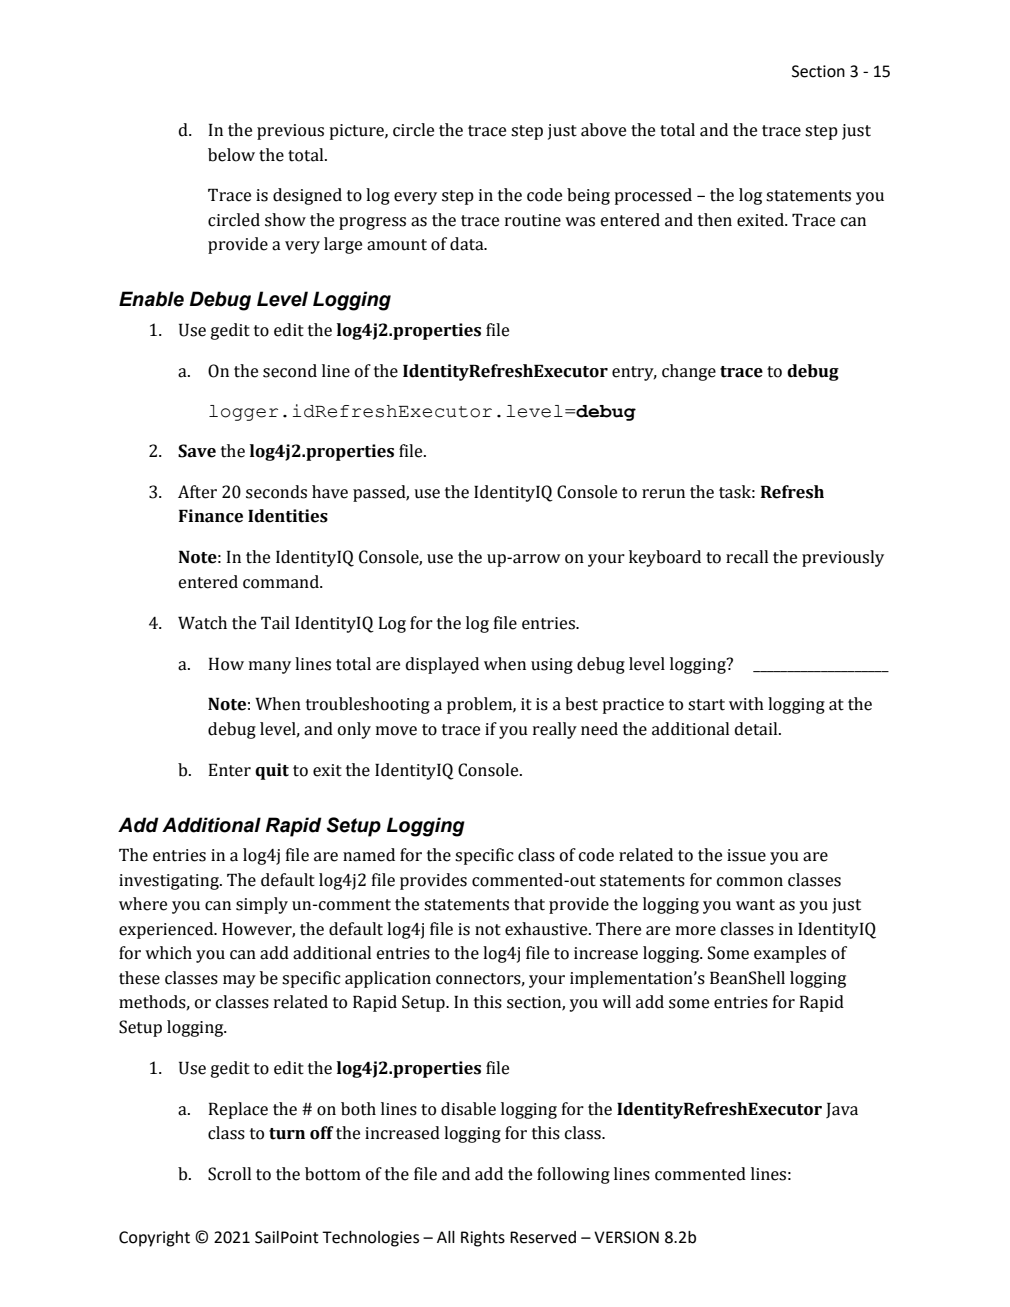 Section 3 - 15
d. In the previous picture, circle the trace step just above the total and the trace step just
below the total.
Trace is designed to log every step in the code being processed – the log statements you
circled show the progress as the trace routine was entered and then exited. Trace can
provide a very large amount of data.
Enable Debug Level Logging
1. Use gedit to edit the log4j2.properties file
a. On the second line of the IdentityRefreshExecutor entry, change trace to debug
logger.idRefreshExecutor.level=debug
2. Save the log4j2.properties file.
3. After 20 seconds have passed, use the IdentityIQ Console to rerun the task: Refresh
Finance Identities
Note: In the IdentityIQ Console, use the up-arrow on your keyboard to recall the previously
entered command.
4. Watch the Tail IdentityIQ Log for the log file entries.
a. How many lines total are displayed when using debug level logging? ___________________
Note: When troubleshooting a problem, it is a best practice to start with logging at the
debug level, and only move to trace if you really need the additional detail.
b. Enter quit to exit the IdentityIQ Console.
Add Additional Rapid Setup Logging
The entries in a log4j file are named for the specific class of code related to the issue you are
investigating. The default log4j2 file provides commented-out statements for common classes
where you can simply un-comment the statements that provide the logging you want as you just
experienced. However, the default log4j file is not exhaustive. There are more classes in IdentityIQ
for which you can add additional entries to the log4j file to increase logging. Some examples of
these classes may be specific application connectors, your implementation's BeanShell logging
methods, or classes related to Rapid Setup. In this section, you will add some entries for Rapid
Setup logging.
1. Use gedit to edit the log4j2.properties file
a. Replace the # on both lines to disable logging for the IdentityRefreshExecutor Java
class to turn off the increased logging for this class.
b. Scroll to the bottom of the file and add the following lines commented lines:
Copyright © 2021 SailPoint Technologies – All Rights Reserved – VERSION 8.2b